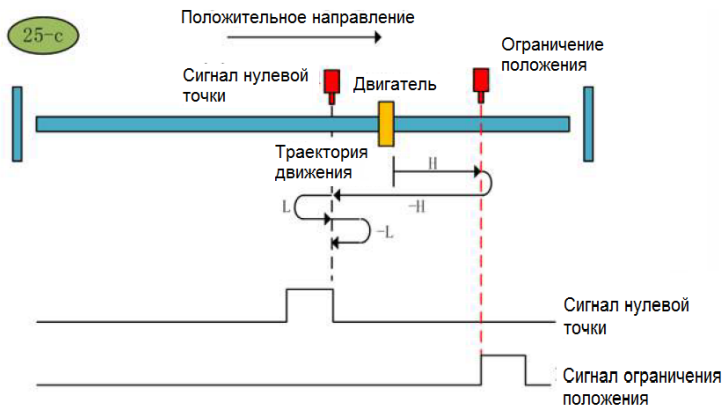 25-c
Положительное направление
Ограничение
положения
Сигнал нулевой
точки
Двигатель
Траектория
движения
H
-H
L
-L
Сигнал нулевой
точки
Сигнал ограничения
положения